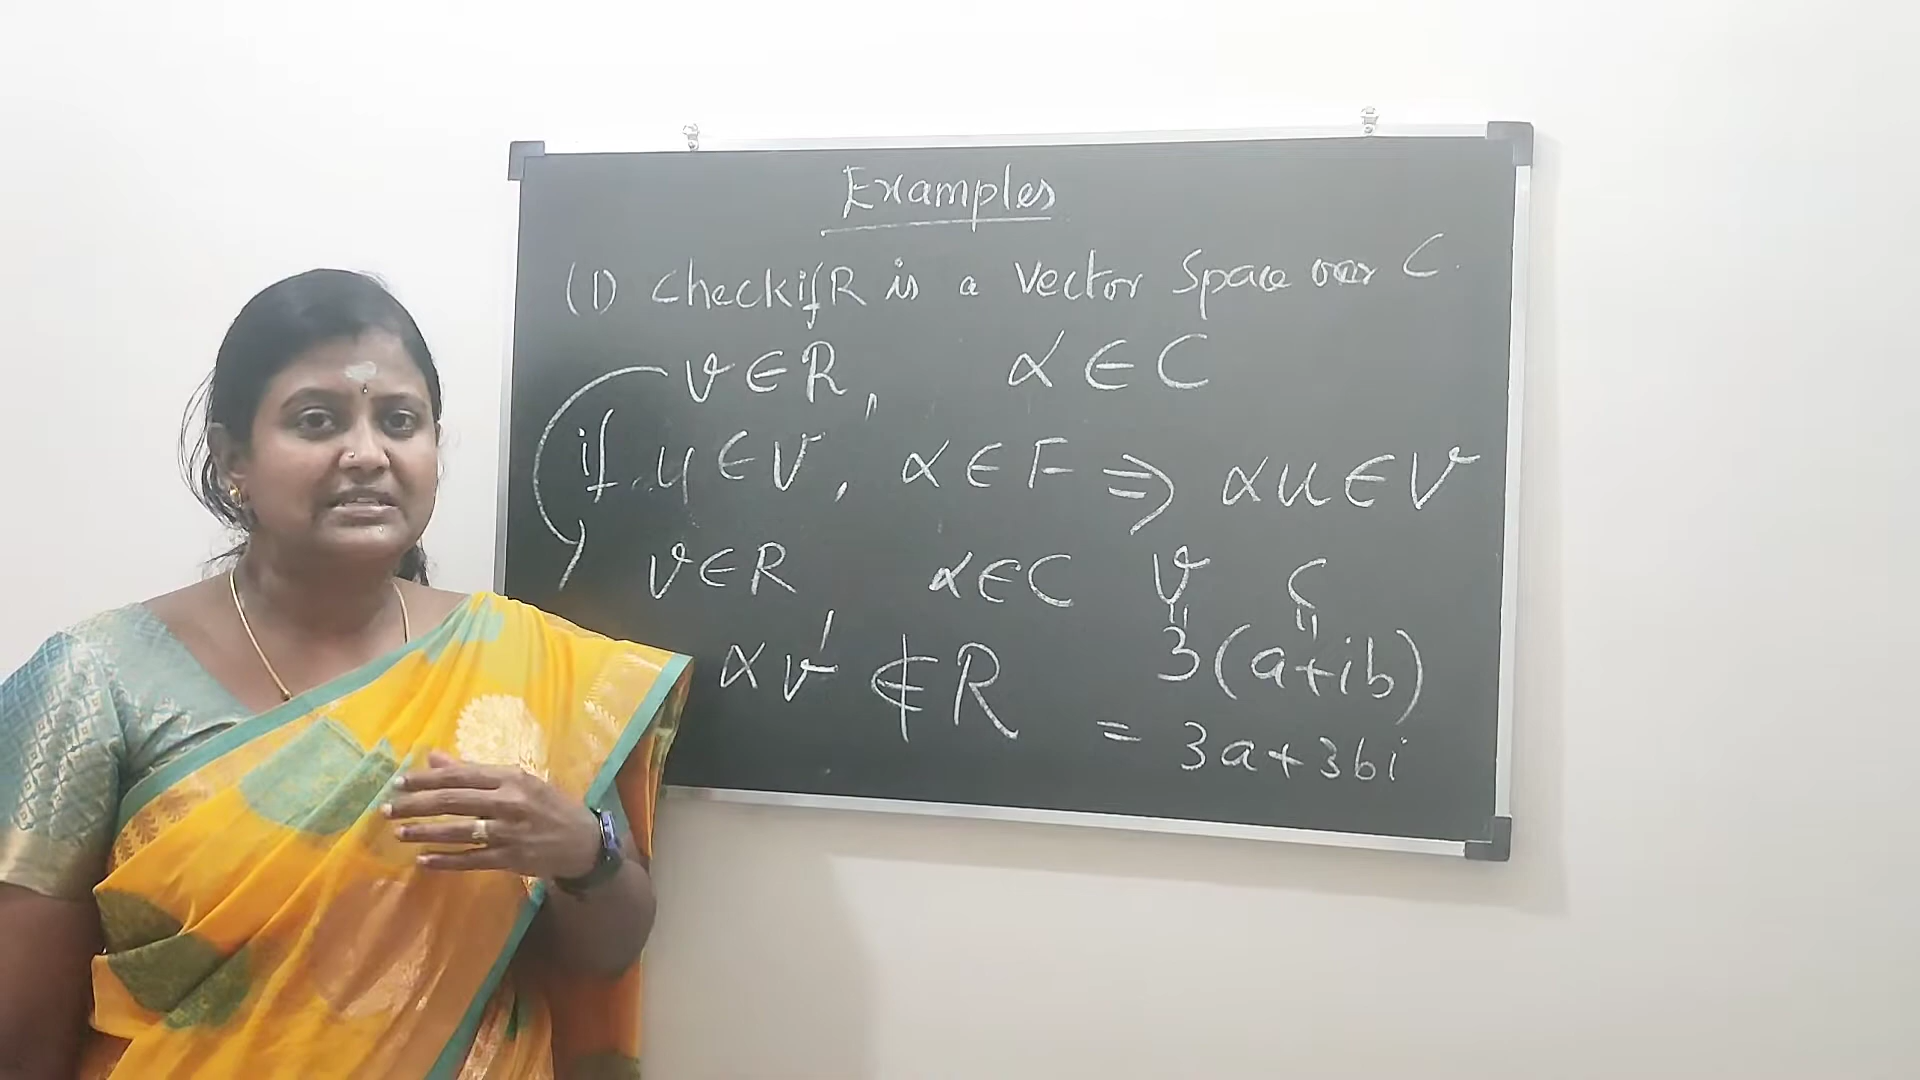 Examples
(1) Check if R is a Vector Space over C.
v ∈ R, α ∈ C
if u ∈ V, α ∈ F ⇒ αu ∈ V
v ∈ R, α ∈ C v C
" "
αv ∉ R 3(a+ib)
= 3a+3bi